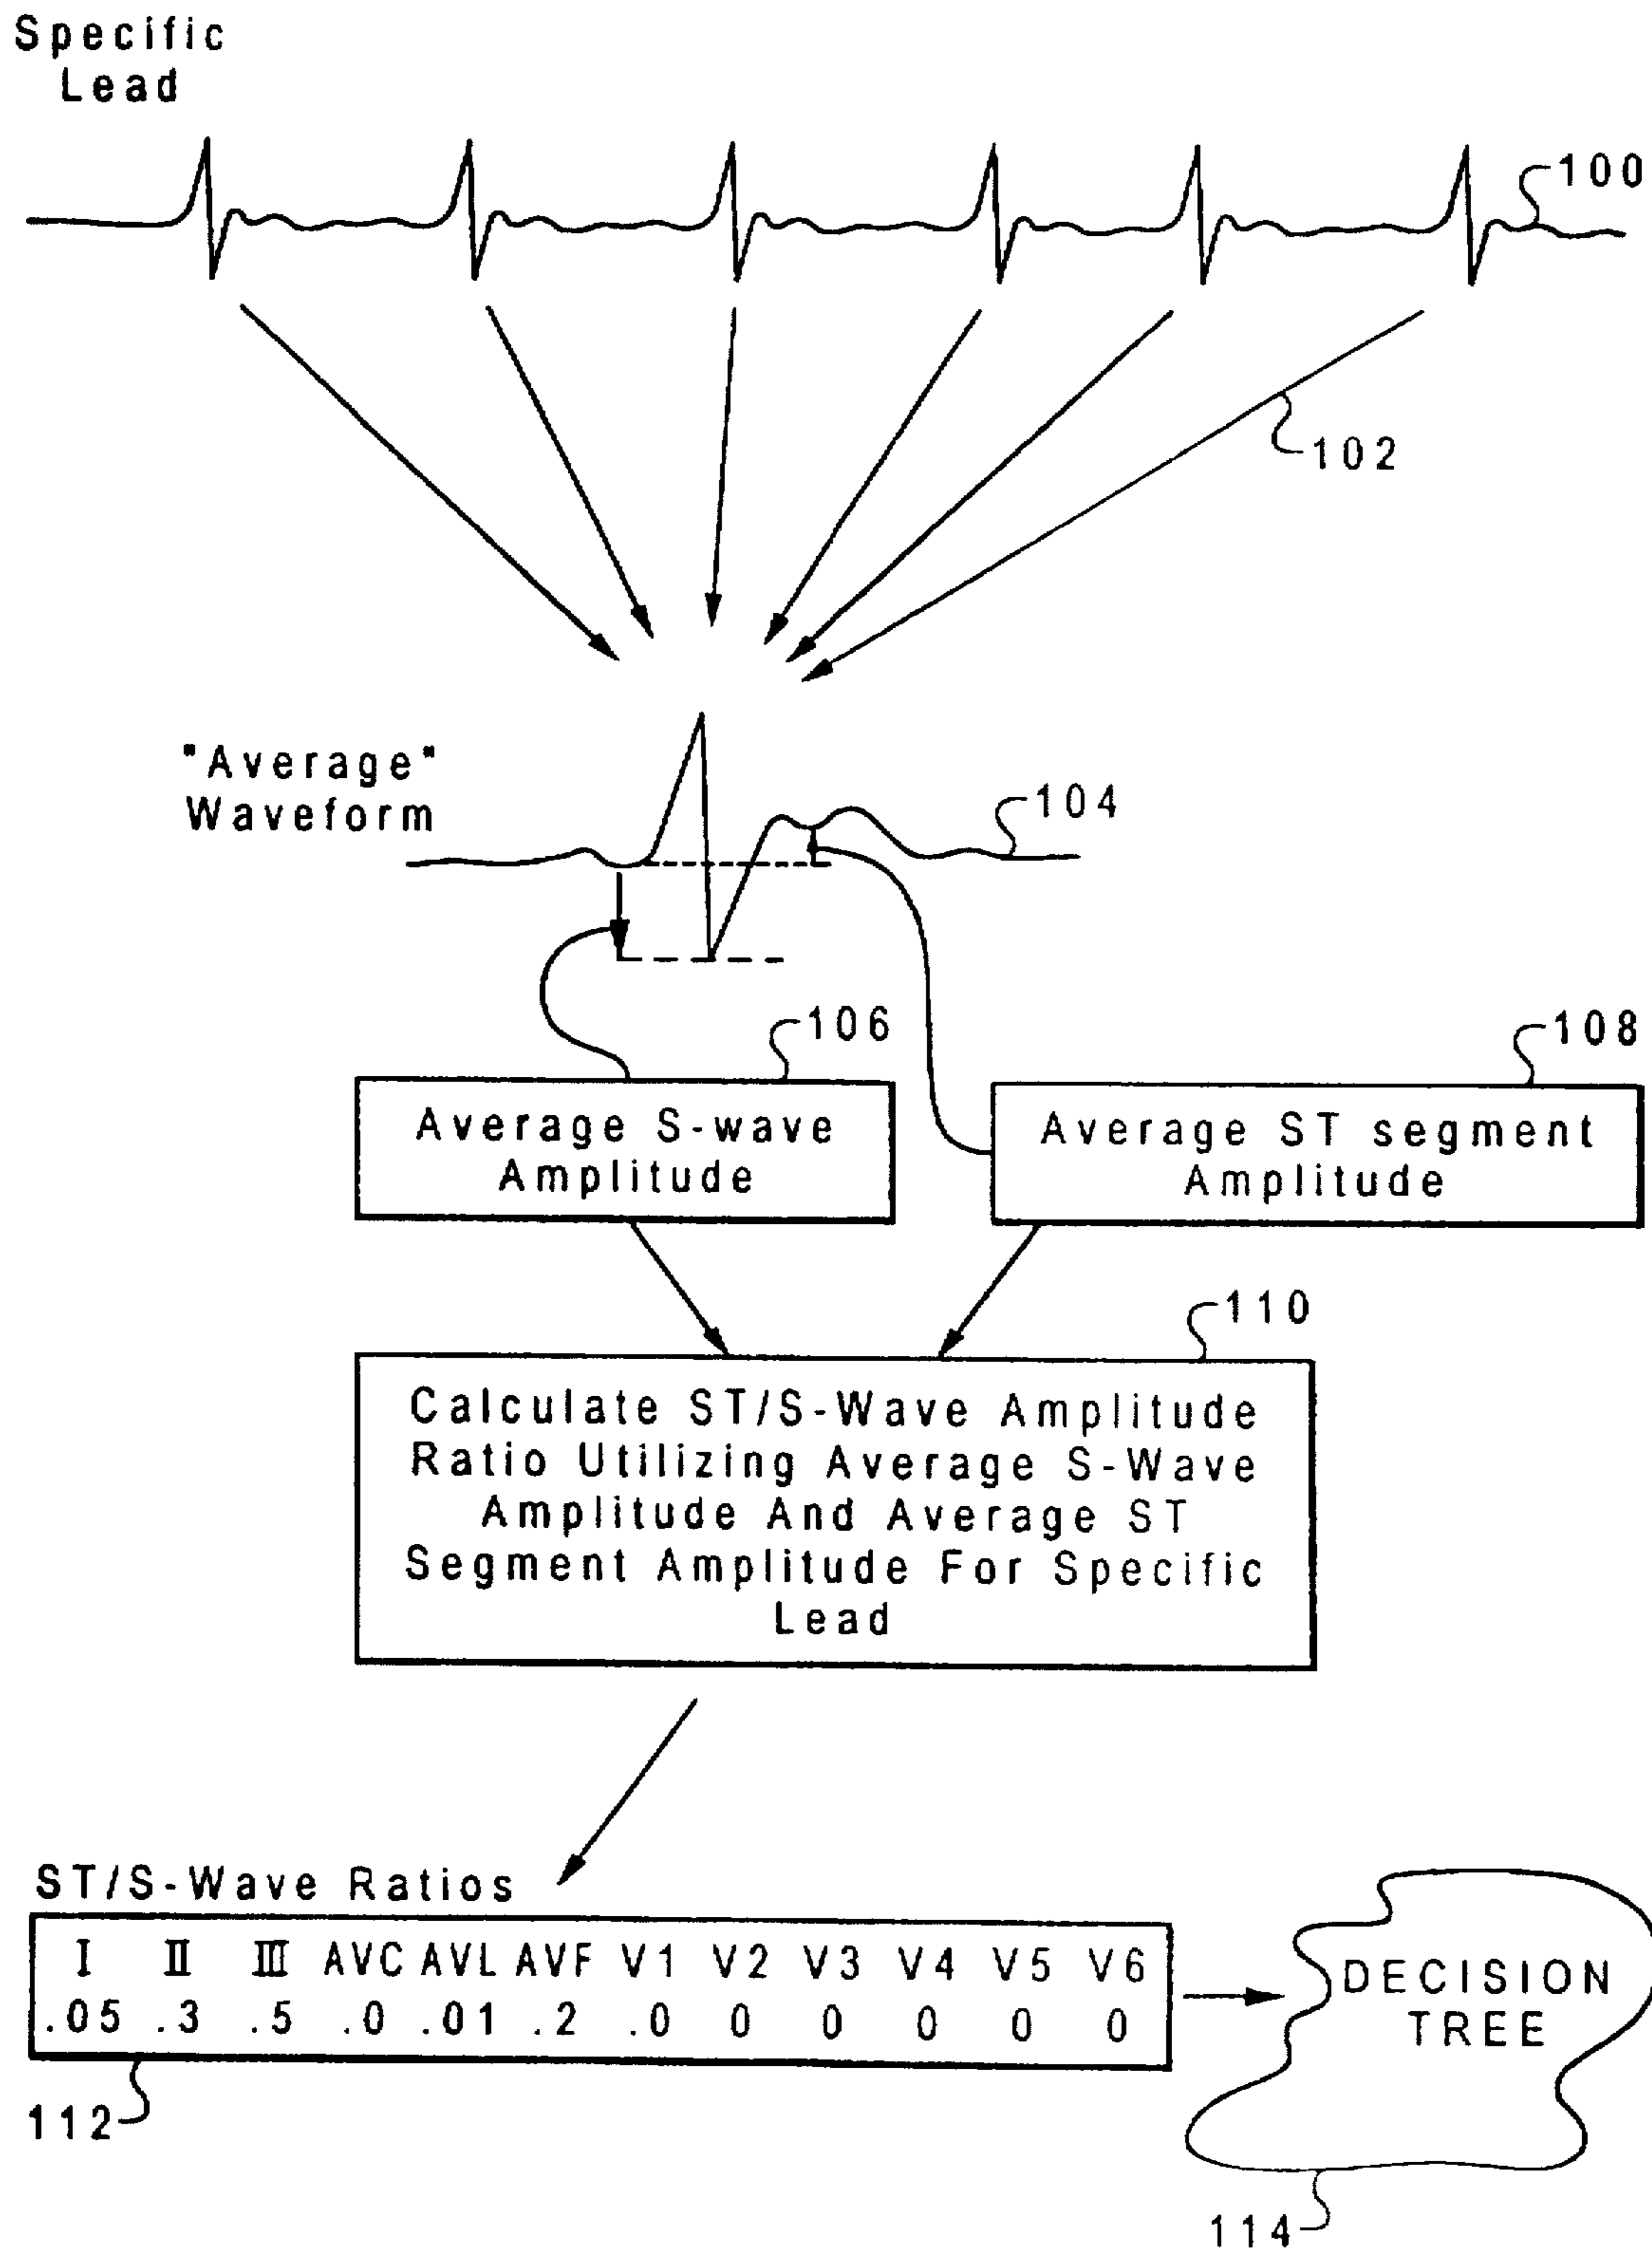 Specific
Lead
100
102
"Average"
Waveform
104
106
108
Average S-wave
Amplitude
Average ST segment
Amplitude
110
Calculate ST/S-Wave Amplitude
Ratio Utilizing Average S-Wave
Amplitude And Average ST
Segment Amplitude For Specific
Lead
ST/S-Wave Ratios
I II III AVC AVL AVF V1 V2 V3 V4 V5 V6
.05 .3 .5 .0 .01 .2 .0 0 0 0 0 0
DECISION
TREE
112
114